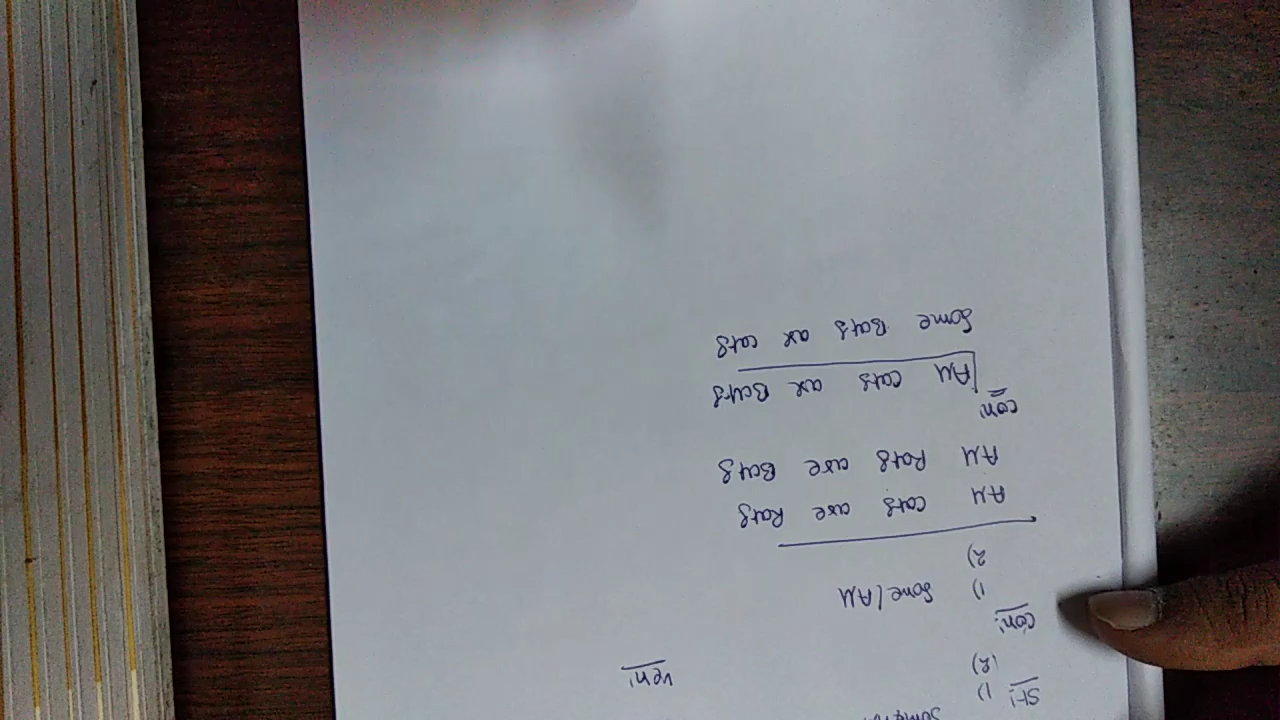 St:
1)
2) Ven:
Con:
1) Some/All
2)
All cats are Rats
All Rats are Bats
Con:
All cats are Bats
Some Bats are cats